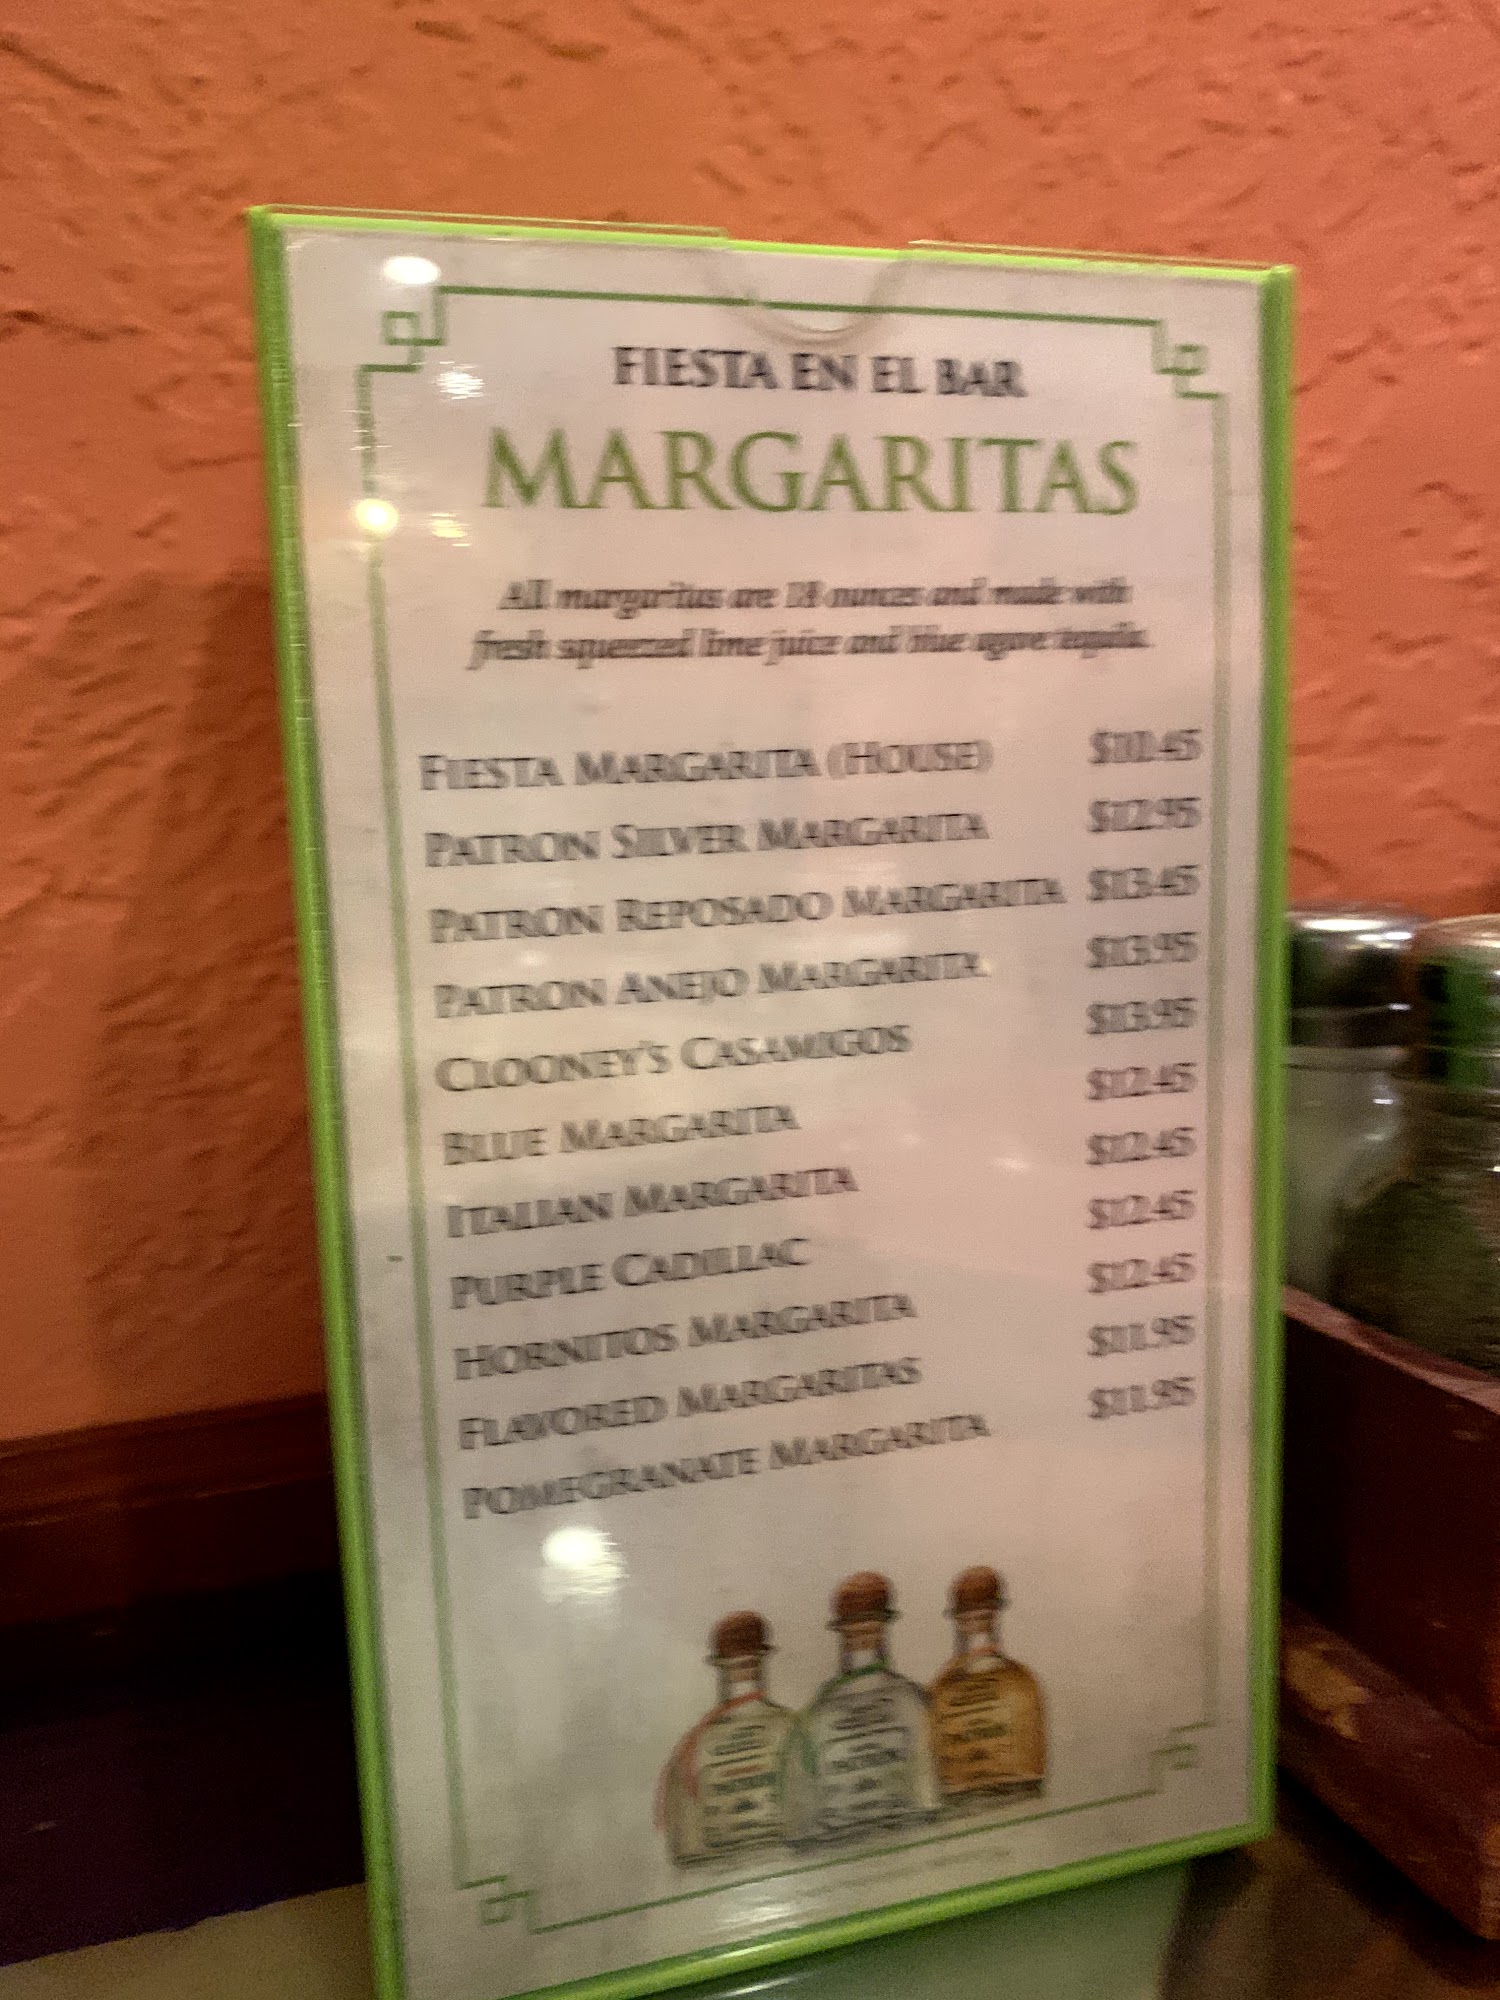 FIESTA EN EL BAR
MARGARITAS
All margaritas are 18 ounces and made with
fresh squeezed lime juice and blue agave tequila.
FIESTA MARGARITA (HOUSE) $10.45
PATRON SILVER MARGARITA $12.95
PATRON REPOSADO MARGARITA $13.45
PATRON ANEJO MARGARITA $13.95
CLOONEY'S CASAMIGOS $13.95
BLUE MARGARITA $12.45
ITALIAN MARGARITA $12.45
PURPLE CADILLAC $12.45
HORNITOS MARGARITA $12.45
FLAVORED MARGARITAS $11.95
POMEGRANATE MARGARITA $11.95